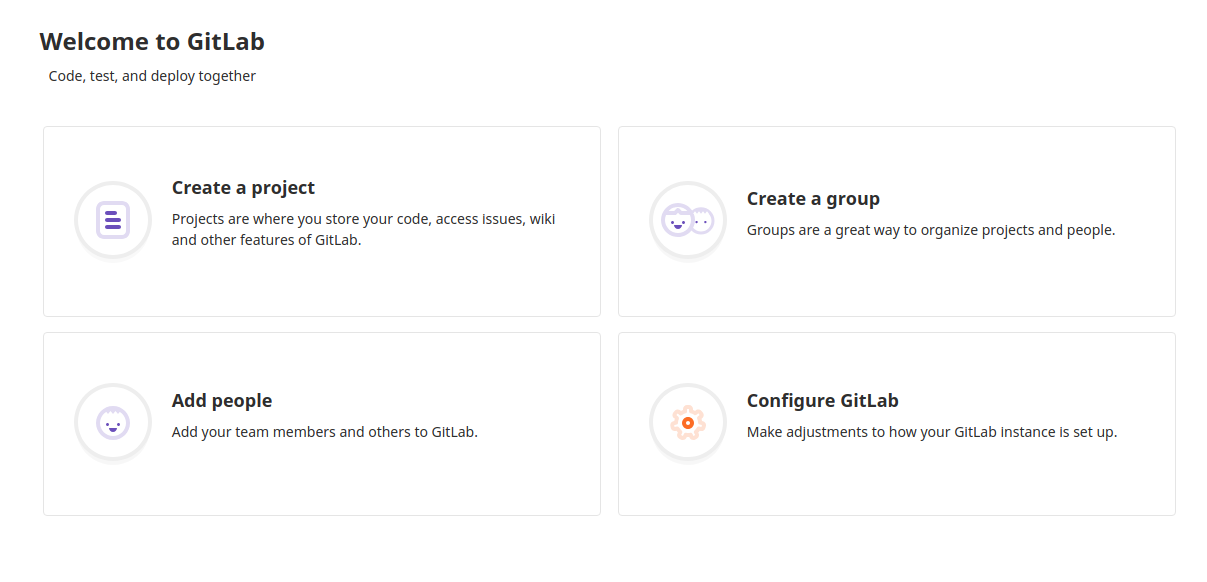 Welcome to GitLab
Code, test, and deploy together
Create a project
Projects are where you store your code, access issues, wiki
and other features of GitLab.
Create a group
Groups are a great way to organize projects and people.
Add people
Add your team members and others to GitLab.
Configure GitLab
Make adjustments to how your GitLab instance is set up.